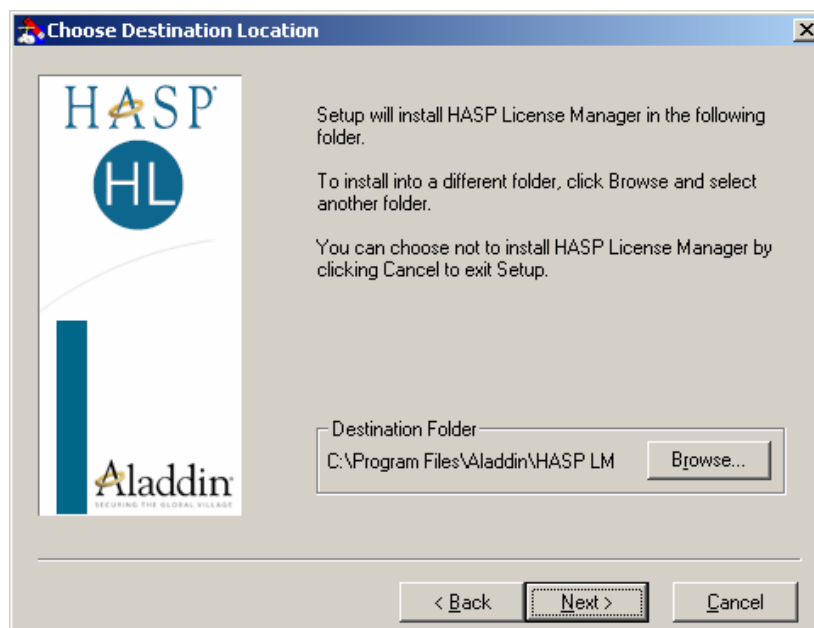 Choose Destination Location
HASP
HL
Setup will install HASP License Manager in the following
folder.
To install into a different folder, click Browse and select
another folder.
You can choose not to install HASP License Manager by
clicking Cancel to exit Setup.
Destination Folder
C:\Program Files\Aladdin\HASP LM
Browse...
Aladdin
SECURING THE GLOBAL VILLAGE
< Back
Next >
Cancel